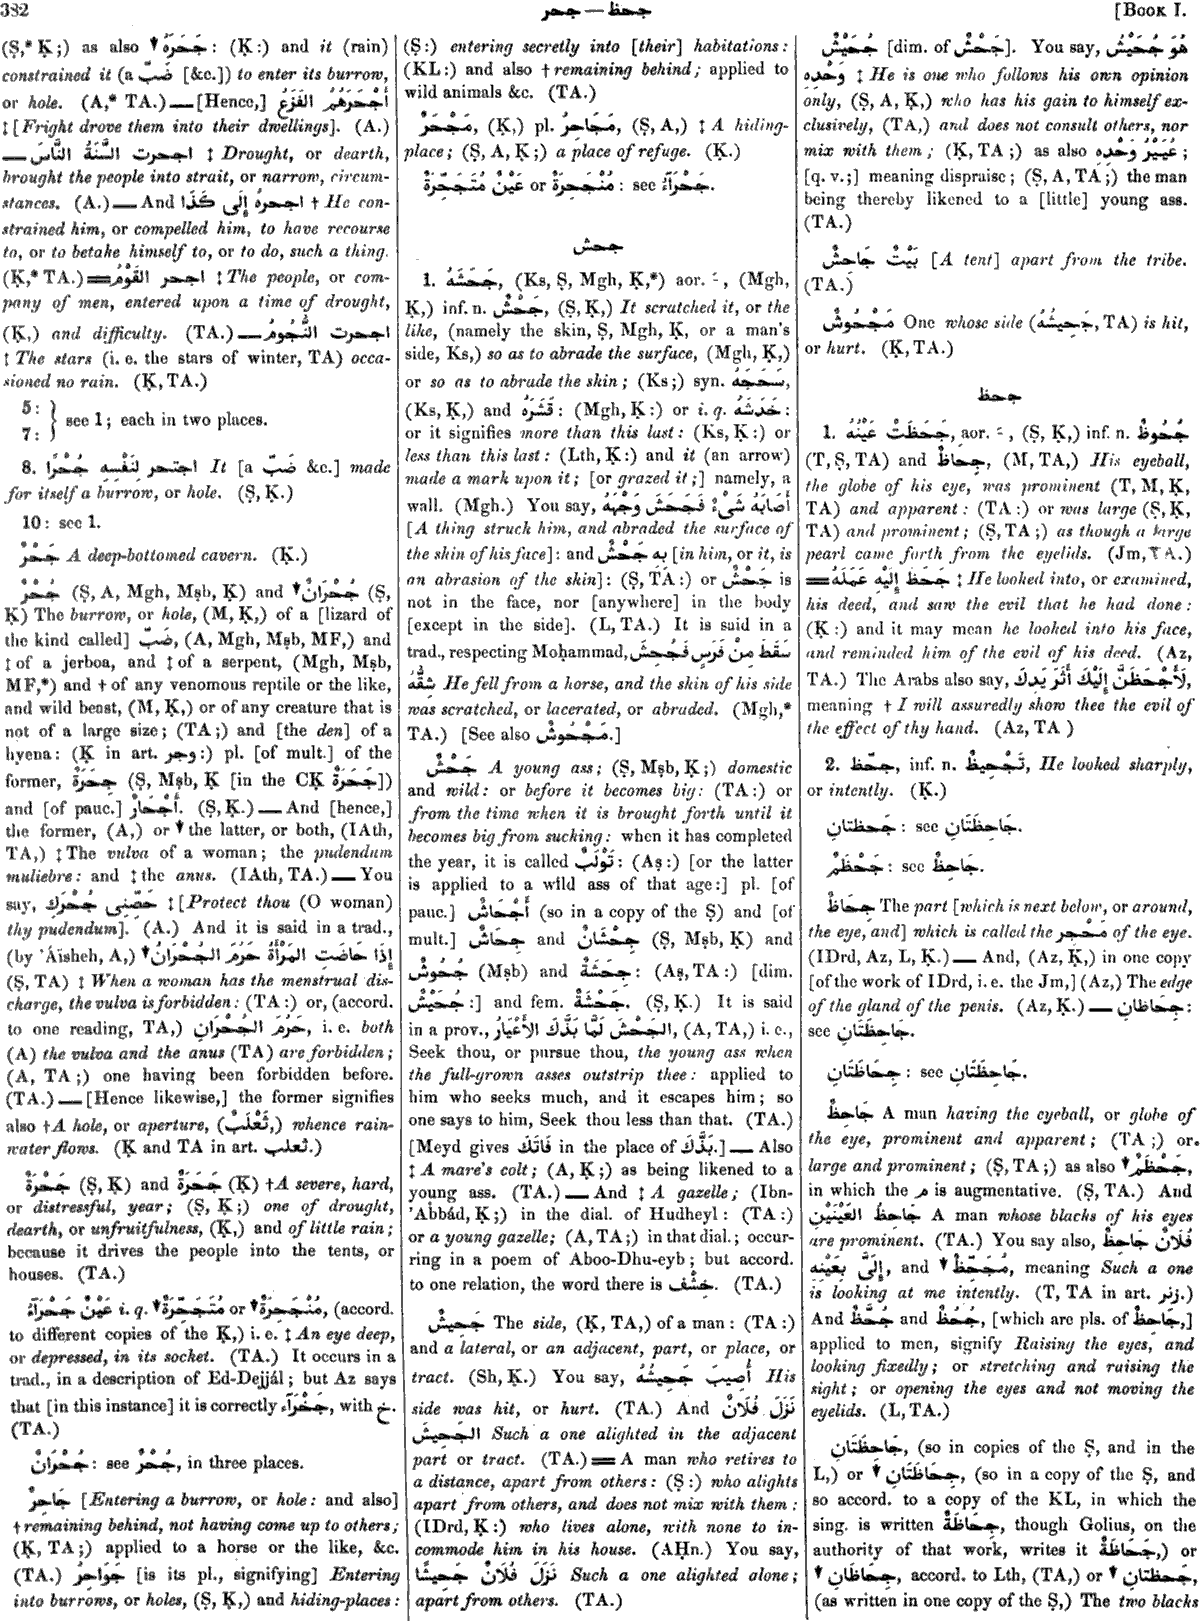 382
جحر — جحظ
[BOOK I.
(Ṣ,* Ḳ;) as also ▼ جَحَرَهُ: (Ḳ:) and it (rain)
constrained it (a ضَبّ [&c.]) to enter its burrow,
or hole. (A,* TA.) — [Hence,] أَجْحَرَهُمُ الفَزَعُ
‡ [Fright drove them into their dwellings]. (A.)
— اجحرت السَّنَةُ النَّاسَ ‡ Drought, or dearth,
brought the people into strait, or narrow, circum-
stances. (A.) — And اجحرهُ إِلَى كَذَا † He con-
strained him, or compelled him, to have recourse
to, or to betake himself to, or to do, such a thing.
(Ḳ,* TA.) = اجحر القَوْمُ ‡ The people, or com-
pany of men, entered upon a time of drought,
(Ḳ,) and difficulty. (TA.) — اجحرت النُّجُومُ
‡ The stars (i. e. the stars of winter, TA) occa-
sioned no rain. (Ḳ, TA.)
5: } see 1; each in two places.
7: }
8. اجتحر لِنَفْسِهِ جُحْرًا It [a ضَبّ &c.] made
for itself a burrow, or hole. (Ṣ, Ḳ.)
10: see 1.
جَحْرٌ A deep-bottomed cavern. (Ḳ.)
جُحْرٌ (Ṣ, A, Mgh, Mṣb, Ḳ) and ▼ جُحْرَانٌ (Ṣ,
Ḳ) The burrow, or hole, (M, Ḳ,) of a [lizard of
the kind called] ضَبّ, (A, Mgh, Mṣb, MF,) and
‡ of a jerboa, and ‡ of a serpent, (Mgh, Mṣb,
MF,*) and † of any venomous reptile or the like,
and wild beast, (M, Ḳ,) or of any creature that is
not of a large size; (TA;) and [the den] of a
hyena: (Ḳ in art. وجر:) pl. [of mult.] of the
former, جِحَرَةٌ (Ṣ, Mṣb, Ḳ [in the CḲ جَحَرَةٌ])
and [of pauc.] أَجْحَارٌ. (Ṣ, Ḳ.) — And [hence,]
the former, (A,) or ▼ the latter, or both, (IAth,
TA,) ‡ The vulva of a woman; the pudendum
muliebre: and ‡ the anus. (IAth, TA.) — You
say, حَصِّنِى جُحْرَكِ ‡ [Protect thou (O woman)
thy pudendum]. (A.) And it is said in a trad.,
(by 'Áïsheh, A,) ▼ إِذَا حَاضَتِ المَرْأَةُ حَرُمَ الجُحْرَانُ
(Ṣ, TA) ‡ When a woman has the menstrual dis-
charge, the vulva is forbidden: (TA:) or, (accord.
to one reading, TA,) حَرُمَ الجُحْرَانِ, i. e. both
(A) the vulva and the anus (TA) are forbidden;
(A, TA;) one having been forbidden before.
(TA.) — [Hence likewise,] the former signifies
also † A hole, or aperture, (ثَعْلَبٌ,) whence rain-
water flows. (Ḳ and TA in art. ثعلب.)
جَحْرَةٌ (Ṣ, Ḳ) and جَحَرَةٌ (Ḳ) † A severe, hard,
or distressful, year; (Ṣ, Ḳ;) one of drought,
dearth, or unfruitfulness, (Ḳ,) and of little rain;
because it drives the people into the tents, or
houses. (TA.)
عَيْنٌ جَحْرَآءُ i. q. ▼ مُتَجَحِّرَةٌ or ▼ مُنْجَحِرَةٌ, (accord.
to different copies of the Ḳ,) i. e. ‡ An eye deep,
or depressed, in its socket. (TA.) It occurs in a
trad., in a description of Ed-Dejjál; but Az says
that [in this instance] it is correctly جَخْرَآءُ, with خ.
(TA.)
جُحْرَانٌ: see جُحْرٌ, in three places.
جَاحِرٌ [Entering a burrow, or hole: and also]
† remaining behind, not having come up to others;
(Ḳ, TA;) applied to a horse or the like, &c.
(TA.) جَوَاحِرُ [is its pl., signifying] Entering
into burrows, or holes, (Ṣ, Ḳ,) and hiding-places:
(Ṣ:) entering secretly into [their] habitations:
(KL:) and also † remaining behind; applied to
wild animals &c. (TA.)
مَجْحَرٌ, (Ḳ,) pl. مَجَاحِرُ, (Ṣ, A,) ‡ A hiding-
place; (Ṣ, A, Ḳ;) a place of refuge. (Ḳ.)
عَيْنٌ مُتَجَحِّرَةٌ or مُنْجَحِرَةٌ: see جَحْرَآءُ.
جحش
1. جَحَشَهُ, (Ks, Ṣ, Mgh, Ḳ,*) aor. ـَ, (Mgh,
Ḳ,) inf. n. جَحْشٌ, (Ṣ, Ḳ,) It scratched it, or the
like, (namely the skin, Ṣ, Mgh, Ḳ, or a man's
side, Ks,) so as to abrade the surface, (Mgh, Ḳ,)
or so as to abrade the skin; (Ks;) syn. سَحَجَهُ,
(Ks, Ḳ,) and قَشَرَهُ: (Mgh, Ḳ:) or i. q. خَدَشَهُ:
or it signifies more than this last: (Ks, Ḳ:) or
less than this last: (Lth, Ḳ:) and it (an arrow)
made a mark upon it; [or grazed it;] namely, a
wall. (Mgh.) You say, أَصَابَهُ شَىْءٌ فَجَحَشَ وَجْهَهُ
[A thing struck him, and abraded the surface of
the skin of his face]: and بِهِ جَحْشٌ [in him, or it, is
an abrasion of the skin]: (Ṣ, TA:) or جَحْشٌ is
not in the face, nor [anywhere] in the body
[except in the side]. (L, TA.) It is said in a
trad., respecting Moḥammad, سَقَطَ مِنْ فَرَسٍ فَجُحِشَ
شِقُّهُ He fell from a horse, and the skin of his side
was scratched, or lacerated, or abraded. (Mgh,*
TA.) [See also مَجْحُوشٌ.]
جَحْشٌ A young ass; (Ṣ, Mṣb, Ḳ;) domestic
and wild: or before it becomes big: (TA:) or
from the time when it is brought forth until it
becomes big from sucking: when it has completed
the year, it is called تَوْلَبٌ: (Aṣ:) [or the latter
is applied to a wild ass of that age:] pl. [of
pauc.] أَجْحَاشٌ (so in a copy of the Ṣ) and [of
mult.] جِحَاشٌ and جِحْشَانٌ (Ṣ, Mṣb, Ḳ) and
جُحُوشٌ (Mṣb) and جِحَشَةٌ: (Aṣ, TA:) [dim.
جُحَيْشٌ:] and fem. جَحْشَةٌ. (Ṣ, Ḳ.) It is said
in a prov., الجَحْشَ لَمَّا بَذَّكَ الأَعْيَارُ, (A, TA,) i. e.,
Seek thou, or pursue thou, the young ass when
the full-grown asses outstrip thee: applied to
him who seeks much, and it escapes him; so
one says to him, Seek thou less than that. (TA.)
[Meyd gives فَاتَكَ in the place of بَذَّكَ.] — Also
‡ A mare's colt; (A, Ḳ;) as being likened to a
young ass. (TA.) — And ‡ A gazelle; (Ibn-
'Abbád, Ḳ;) in the dial. of Hudheyl: (TA:)
or a young gazelle; (A, TA;) in that dial.; occur-
ring in a poem of Aboo-Dhu-eyb; but accord.
to one relation, the word there is خِشْف. (TA.)
جَحِيشٌ The side, (Ḳ, TA,) of a man: (TA:)
and a lateral, or an adjacent, part, or place, or
tract. (Sh, Ḳ.) You say, أُصِيبَ جَحِيشُهُ His
side was hit, or hurt. (TA.) And نَزَلَ فُلَانٌ
الجَحِيشَ Such a one alighted in the adjacent
part or tract. (TA.) = A man who retires to
a distance, apart from others: (Ṣ:) who alights
apart from others, and does not mix with them:
(IDrd, Ḳ:) who lives alone, with none to in-
commode him in his house. (AḤn.) You say,
نَزَلَ فُلَانٌ جَحِيشًا Such a one alighted alone;
apart from others. (TA.)
جُحَيْشٌ [dim. of جَحْشٌ]. You say, هُوَ جُحَيْشُ
وَحْدِهِ ‡ He is one who follows his own opinion
only, (Ṣ, A, Ḳ,) who has his gain to himself ex-
clusively, (TA,) and does not consult others, nor
mix with them; (Ḳ, TA;) as also عُيَيْرُ وَحْدِهِ;
[q. v.;] meaning dispraise; (Ṣ, A, TA;) the man
being thereby likened to a [little] young ass.
(TA.)
بَيْتٌ جَاحِشٌ [A tent] apart from the tribe.
(TA.)
مَجْحُوشٌ One whose side (جَحِيشُهُ, TA) is hit,
or hurt. (Ḳ, TA.)
جحظ
1. جَحَظَتْ عَيْنُهُ, aor. ـَ, (Ṣ, Ḳ,) inf. n. جُحُوظٌ
(T, Ṣ, TA) and جِحَاظٌ, (M, TA,) His eyeball,
the globe of his eye, was prominent (T, M, Ḳ,
TA) and apparent: (TA:) or was large (Ṣ, Ḳ,
TA) and prominent; (Ṣ, TA;) as though a large
pearl came forth from the eyelids. (Jm, TA.)
= جَحَظَ إِلَيْهِ عَمَلَهُ ‡ He looked into, or examined,
his deed, and saw the evil that he had done:
(Ḳ:) and it may mean he looked into his face,
and reminded him of the evil of his deed. (Az,
TA.) The Arabs also say, لَأَجْحَظَنَّ إِلَيْكَ أَثَرَ يَدِكَ,
meaning † I will assuredly show thee the evil of
the effect of thy hand. (Az, TA)
2. جحّظ, inf. n. تَجْحِيظٌ, He looked sharply,
or intently. (Ḳ.)
جَحِظَتَانِ: see جَاحِظَتَانِ.
جَحْظَمٌ: see جَاحِظٌ.
جِحَاظٌ The part [which is next below, or around,
the eye, and] which is called the مَحْجِر of the eye.
(IDrd, Az, L, Ḳ.) — And, (Az, Ḳ,) in one copy
[of the work of IDrd, i. e. the Jm,] (Az,) The edge
of the gland of the penis. (Az, Ḳ.) — جِحَاظَانِ:
see جَاحِظَتَانِ.
جِحَاظَتَانِ: see جَاحِظَتَانِ.
جَاحِظٌ A man having the eyeball, or globe of
the eye, prominent and apparent; (TA;) or
large and prominent; (Ṣ, TA;) as also ▼ جَحْظَمٌ,
in which the م is augmentative. (Ṣ, TA.) And
جَاحِظُ العَيْنَيْنِ A man whose blacks of his eyes
are prominent. (TA.) You say also, فُلَانٌ جَاحِظٌ
إِلَىَّ بِعَيْنِهِ, and ▼ مُجَحِّظٌ, meaning Such a one
is looking at me intently. (T, TA in art. زنر.)
And جُحَّظٌ and جُحُظٌ, [which are pls. of جَاحِظٌ,]
applied to men, signify Raising the eyes, and
looking fixedly; or stretching and raising the
sight; or opening the eyes and not moving the
eyelids. (L, TA.)
جَاحِظَتَانِ, (so in copies of the Ṣ, and in the
L,) or ▼ جِحَاظَتَانِ, (so in a copy of the Ṣ, and
so accord. to a copy of the KL, in which the
sing. is written جِحَاظَةٌ, though Golius, on the
authority of that work, writes it جَحَاظَةٌ,) or
▼ جِحَاظَانِ, accord. to Lth, (TA,) or ▼ جَحِظَتَانِ,
(as written in one copy of the Ṣ,) The two blacks